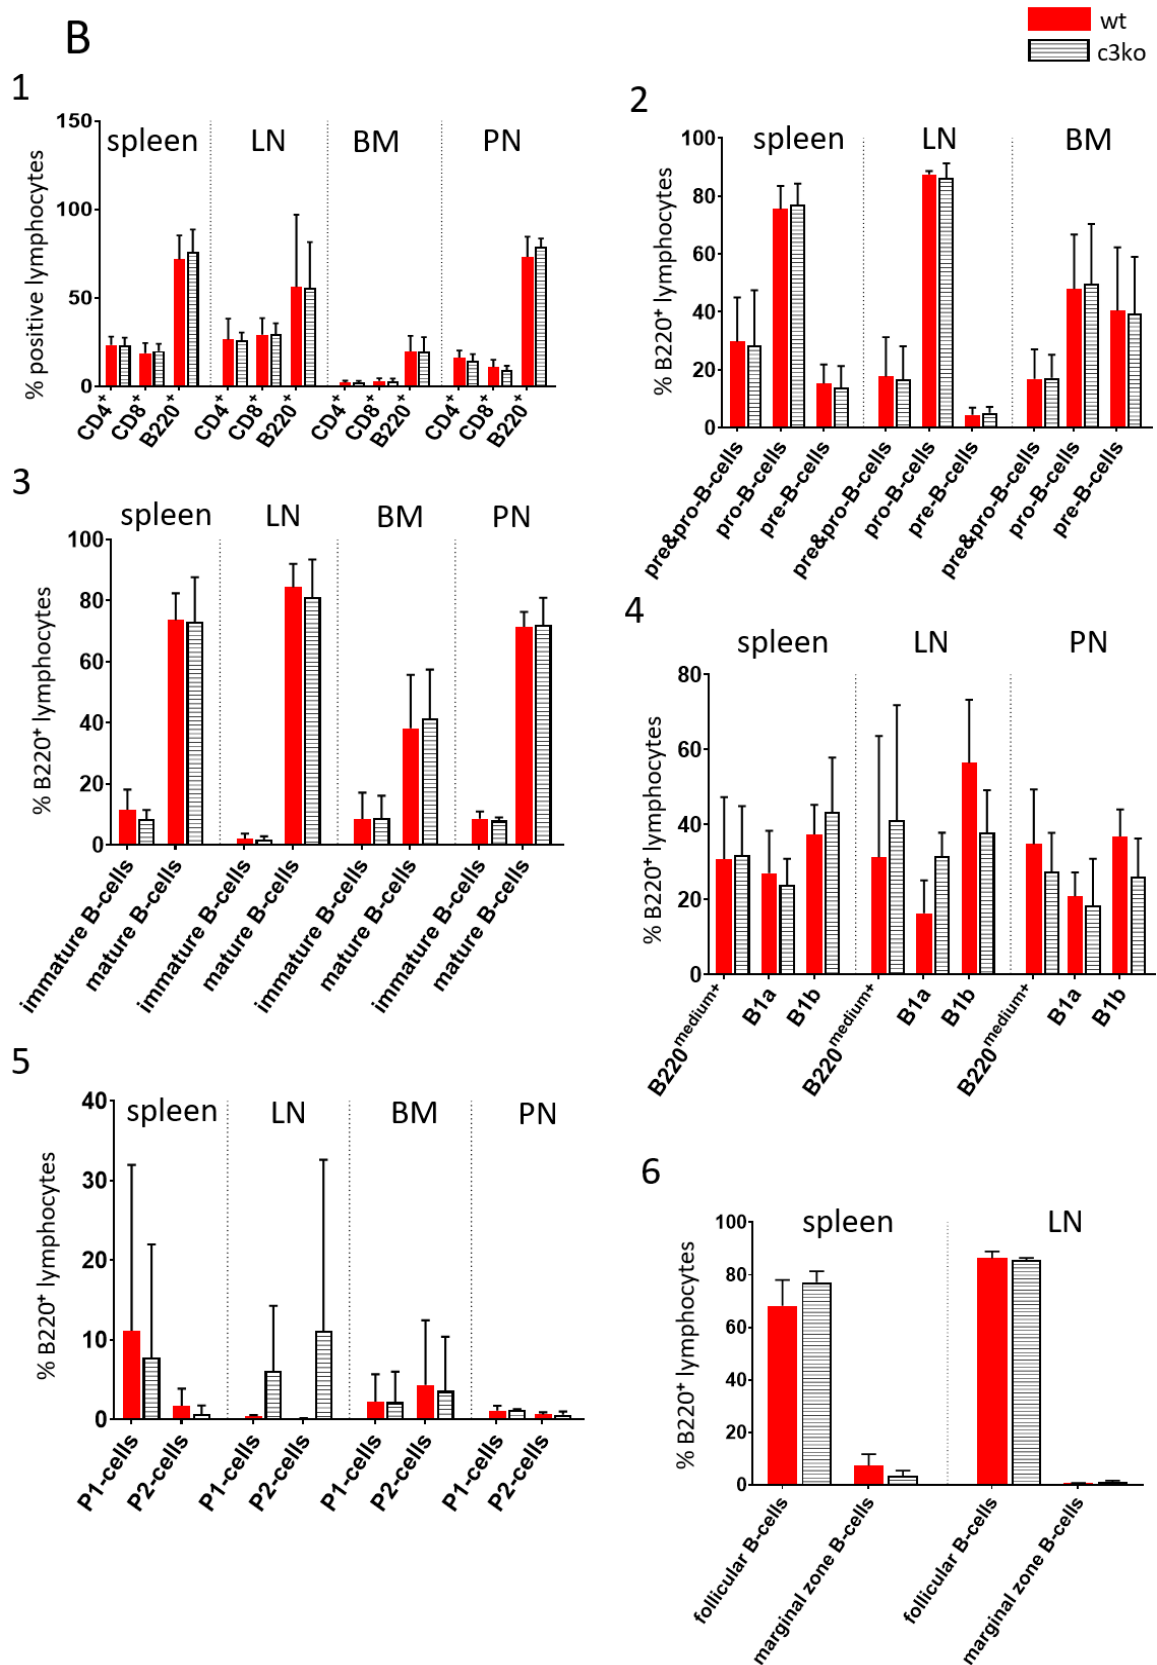 B
wt
c3ko
1
150
100
50
0
% positive lymphocytes
spleen
LN
BM
PN
CD4+
CD8+
B220+
CD4+
CD8+
B220+
CD4+
CD8+
B220+
CD4+
CD8+
B220+
2
100
80
60
40
20
0
% B220+ lymphocytes
spleen
LN
BM
pre&pro-B-cells
pro-B-cells
pre-B-cells
pre&pro-B-cells
pro-B-cells
pre-B-cells
pre&pro-B-cells
pro-B-cells
pre-B-cells
3
100
80
60
40
20
0
% B220+ lymphocytes
spleen
LN
BM
PN
immature B-cells
mature B-cells
immature B-cells
mature B-cells
immature B-cells
mature B-cells
immature B-cells
mature B-cells
4
80
60
40
20
0
% B220+ lymphocytes
spleen
LN
PN
B220medium+
B1a
B1b
B220medium+
B1a
B1b
B220medium+
B1a
B1b
5
40
30
20
10
0
% B220+ lymphocytes
spleen
LN
BM
PN
P1-cells
P2-cells
P1-cells
P2-cells
P1-cells
P2-cells
P1-cells
P2-cells
6
100
80
60
40
20
0
% B220+ lymphocytes
spleen
LN
follicular B-cells
marginal zone B-cells
follicular B-cells
marginal zone B-cells